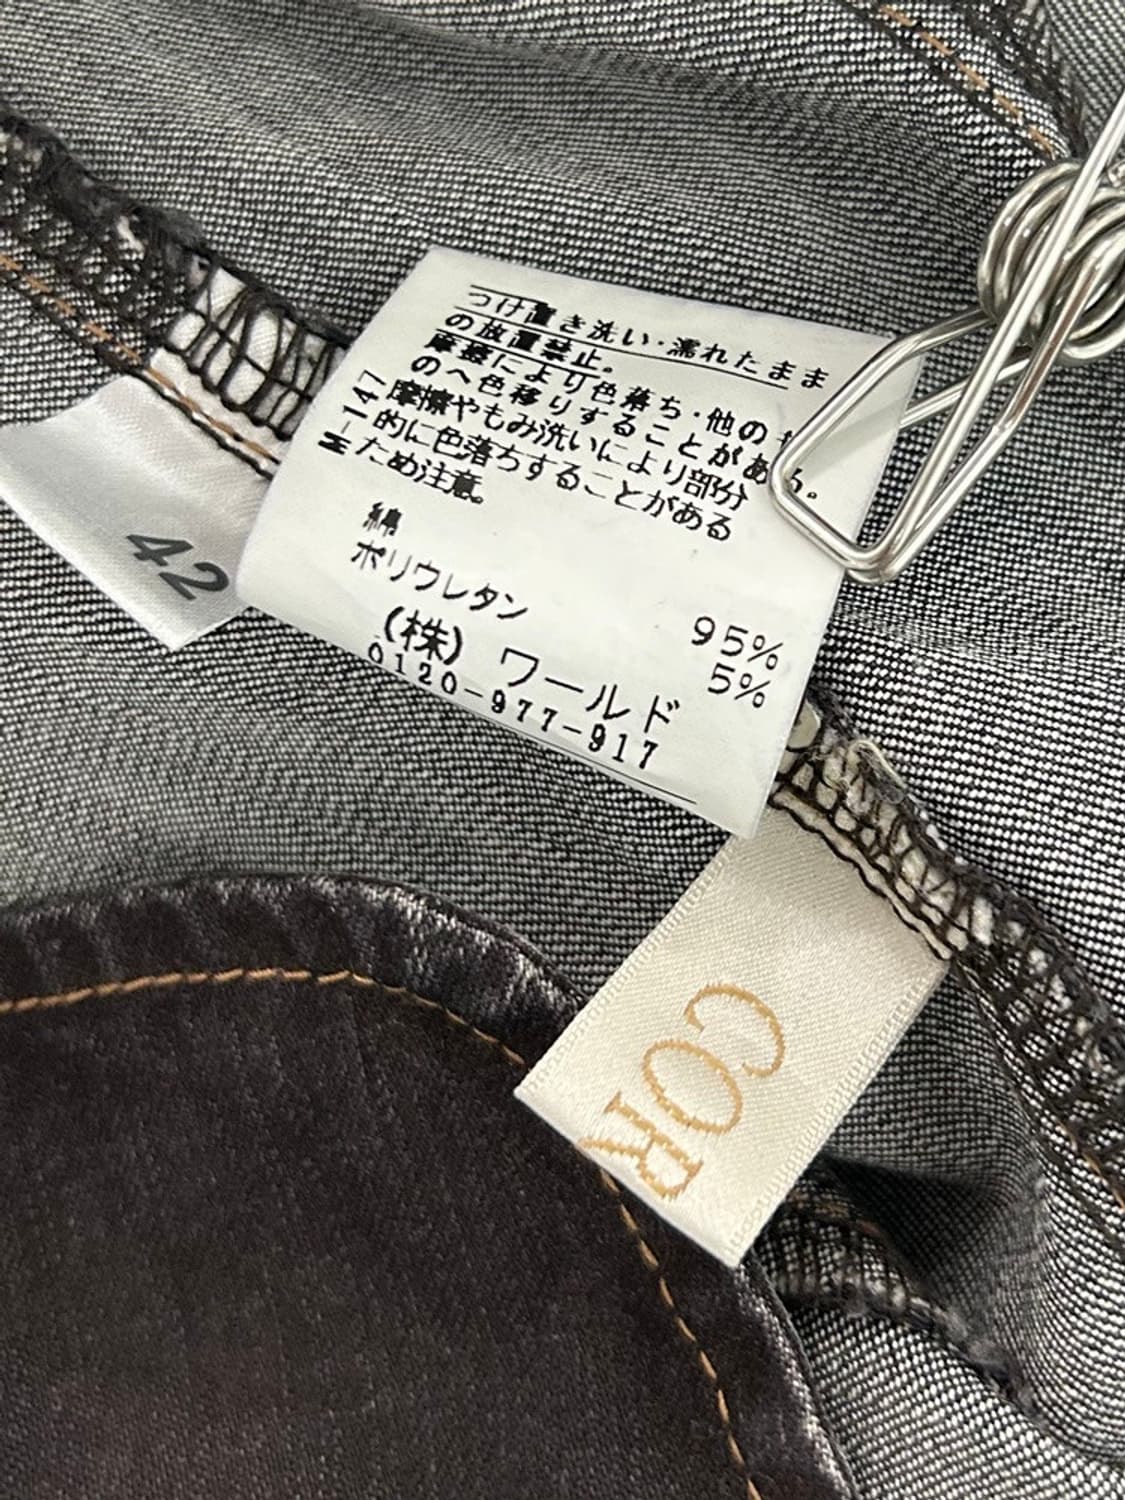 つけ置き洗い・濡れたまま
の放置禁止。
摩擦により色落ち・他の
のへ色移りすることがある。
摩擦やもみ洗いにより部分
的に色落ちすることがある
ため注意。
M-147
綿 95%
ポリウレタン 5%
(株) ワールド
0120-977-917
42
COR